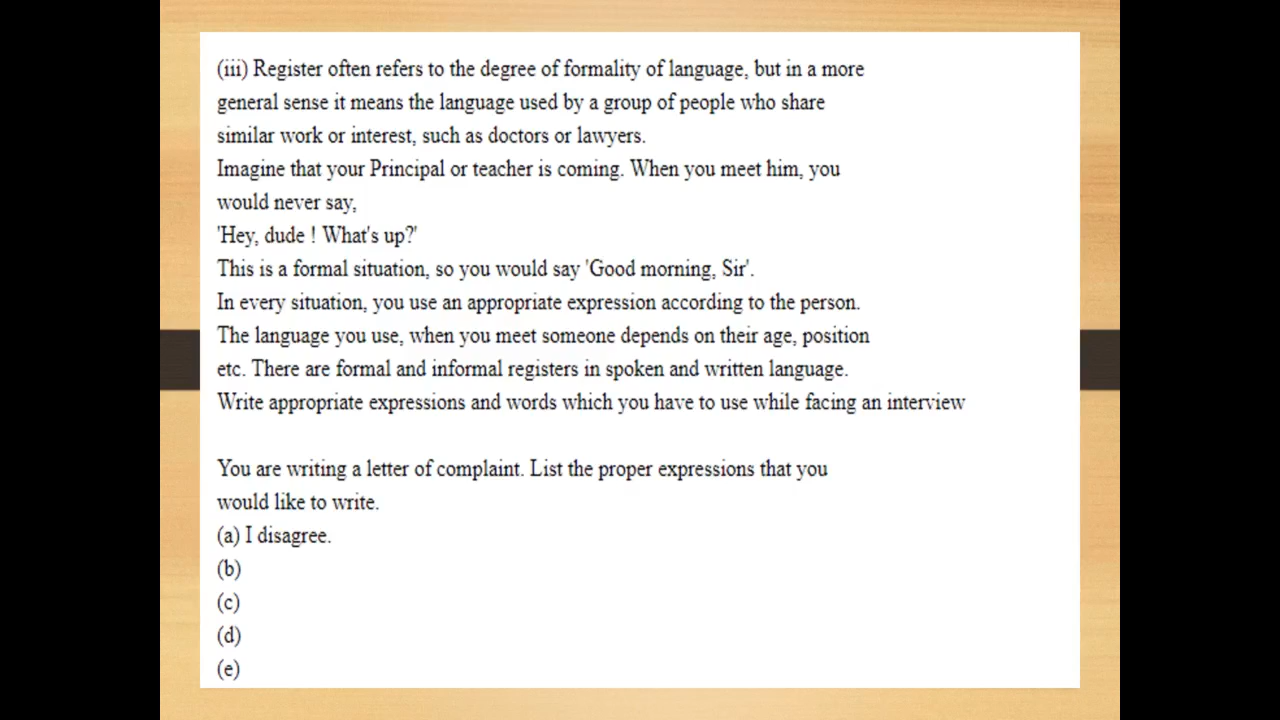 (iii) Register often refers to the degree of formality of language, but in a more
general sense it means the language used by a group of people who share
similar work or interest, such as doctors or lawyers.
Imagine that your Principal or teacher is coming. When you meet him, you
would never say,
'Hey, dude ! What's up?'
This is a formal situation, so you would say 'Good morning, Sir'.
In every situation, you use an appropriate expression according to the person.
The language you use, when you meet someone depends on their age, position
etc. There are formal and informal registers in spoken and written language.
Write appropriate expressions and words which you have to use while facing an interview
You are writing a letter of complaint. List the proper expressions that you
would like to write.
(a) I disagree.
(b)
(c)
(d)
(e)